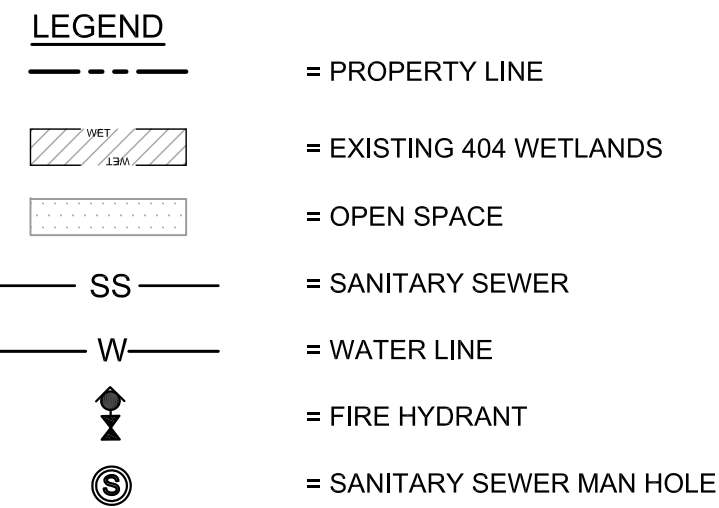 LEGEND
= PROPERTY LINE
WET
WET
= EXISTING 404 WETLANDS
= OPEN SPACE
SS = SANITARY SEWER
W = WATER LINE
= FIRE HYDRANT
S = SANITARY SEWER MAN HOLE